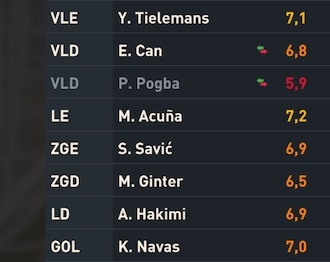 VLE Y. Tielemans 7,1
VLD E. Can 6,8
VLD P. Pogba 5,9
LE M. Acuña 7,2
ZGE S. Savić 6,9
ZGD M. Ginter 6,5
LD A. Hakimi 6,9
GOL K. Navas 7,0